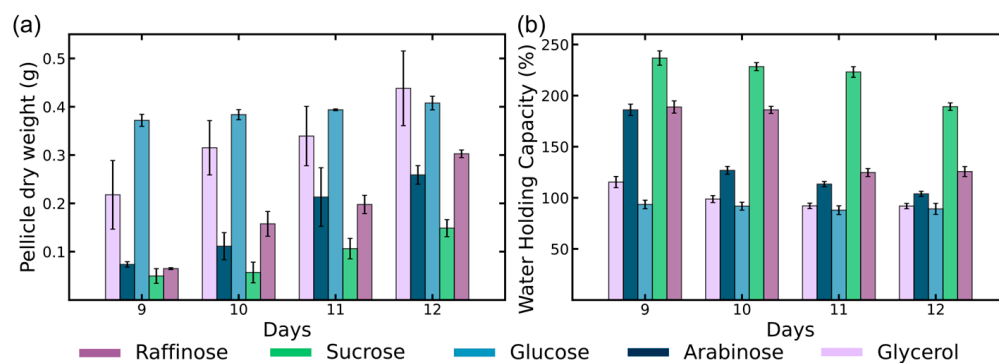 (a)
Pellicle dry weight (g)
0.5
0.4
0.3
0.2
0.1
9 10 11 12
Days
(b)
Water Holding Capacity (%)
250
200
150
100
50
9 10 11 12
Days
Raffinose Sucrose Glucose Arabinose Glycerol